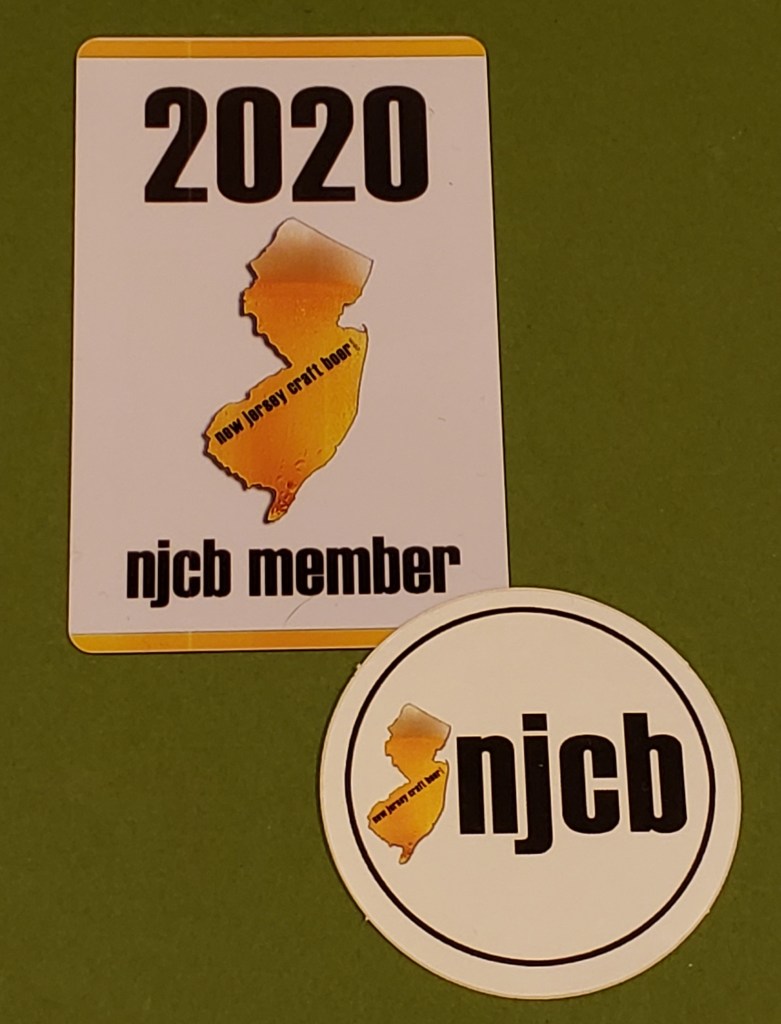 2020
new jersey craft beer!
njcb member
new jersey craft beer!
njcb